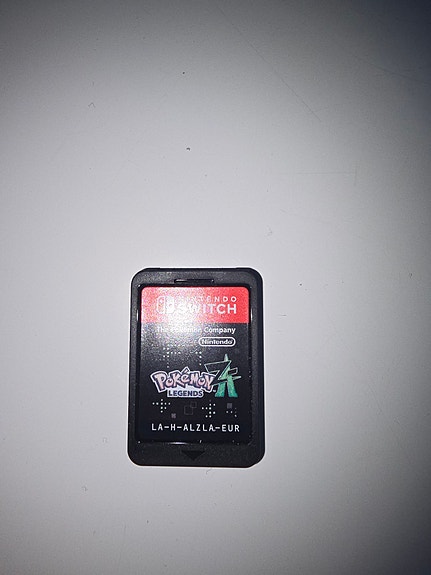 NINTENDO
SWITCH
The Pokémon Company
Nintendo
Pokémon
LEGENDS
Z-A
LA-H-ALZLA-EUR